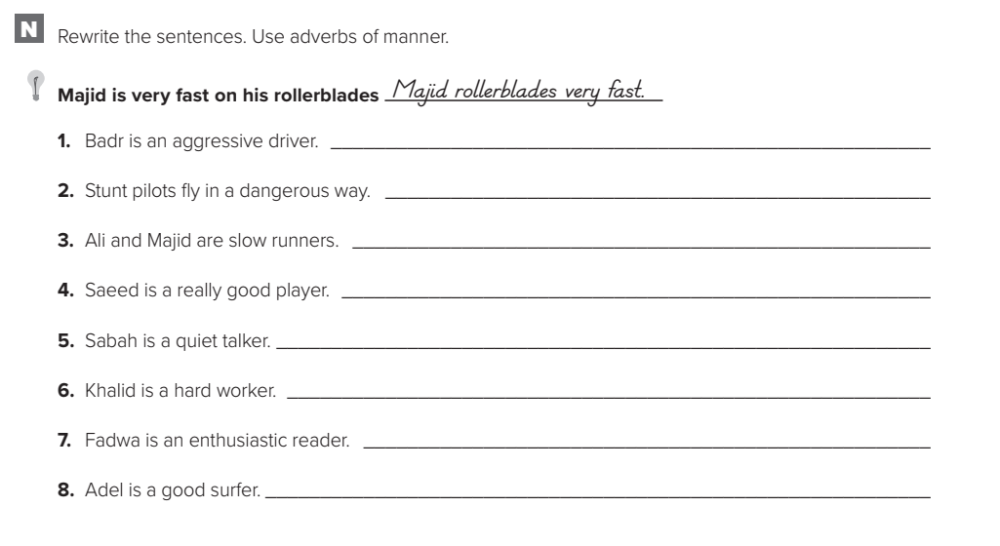 N Rewrite the sentences. Use adverbs of manner.
Majid is very fast on his rollerblades Majid rollerblades very fast.
1. Badr is an aggressive driver.
2. Stunt pilots fly in a dangerous way.
3. Ali and Majid are slow runners.
4. Saeed is a really good player.
5. Sabah is a quiet talker.
6. Khalid is a hard worker.
7. Fadwa is an enthusiastic reader.
8. Adel is a good surfer.